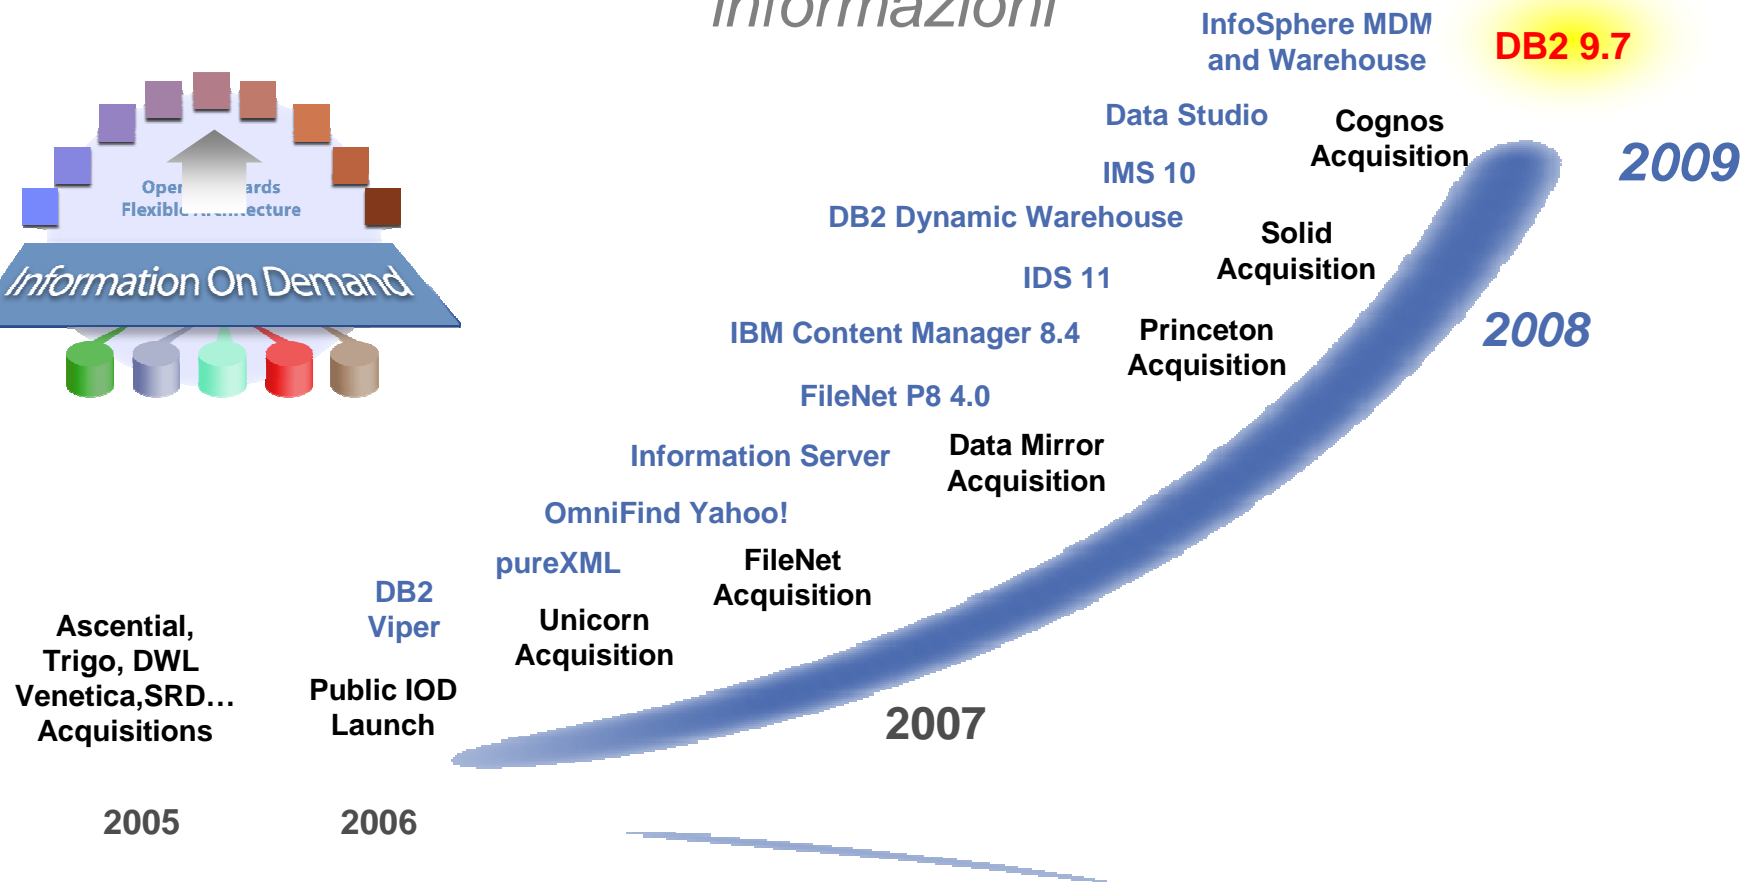 informazioni
InfoSphere MDM
and Warehouse
DB2 9.7
Data Studio
Cognos
Acquisition
2009
IMS 10
DB2 Dynamic Warehouse
Solid
Acquisition
IDS 11
2008
IBM Content Manager 8.4
Princeton
Acquisition
FileNet P8 4.0
Information Server
Data Mirror
Acquisition
OmniFind Yahoo!
pureXML
FileNet
Acquisition
DB2
Viper
Unicorn
Acquisition
Ascential,
Trigo, DWL
Venetica,SRD…
Acquisitions
Public IOD
Launch
2007
2005
2006
Flexible Architecture
Information On Demand